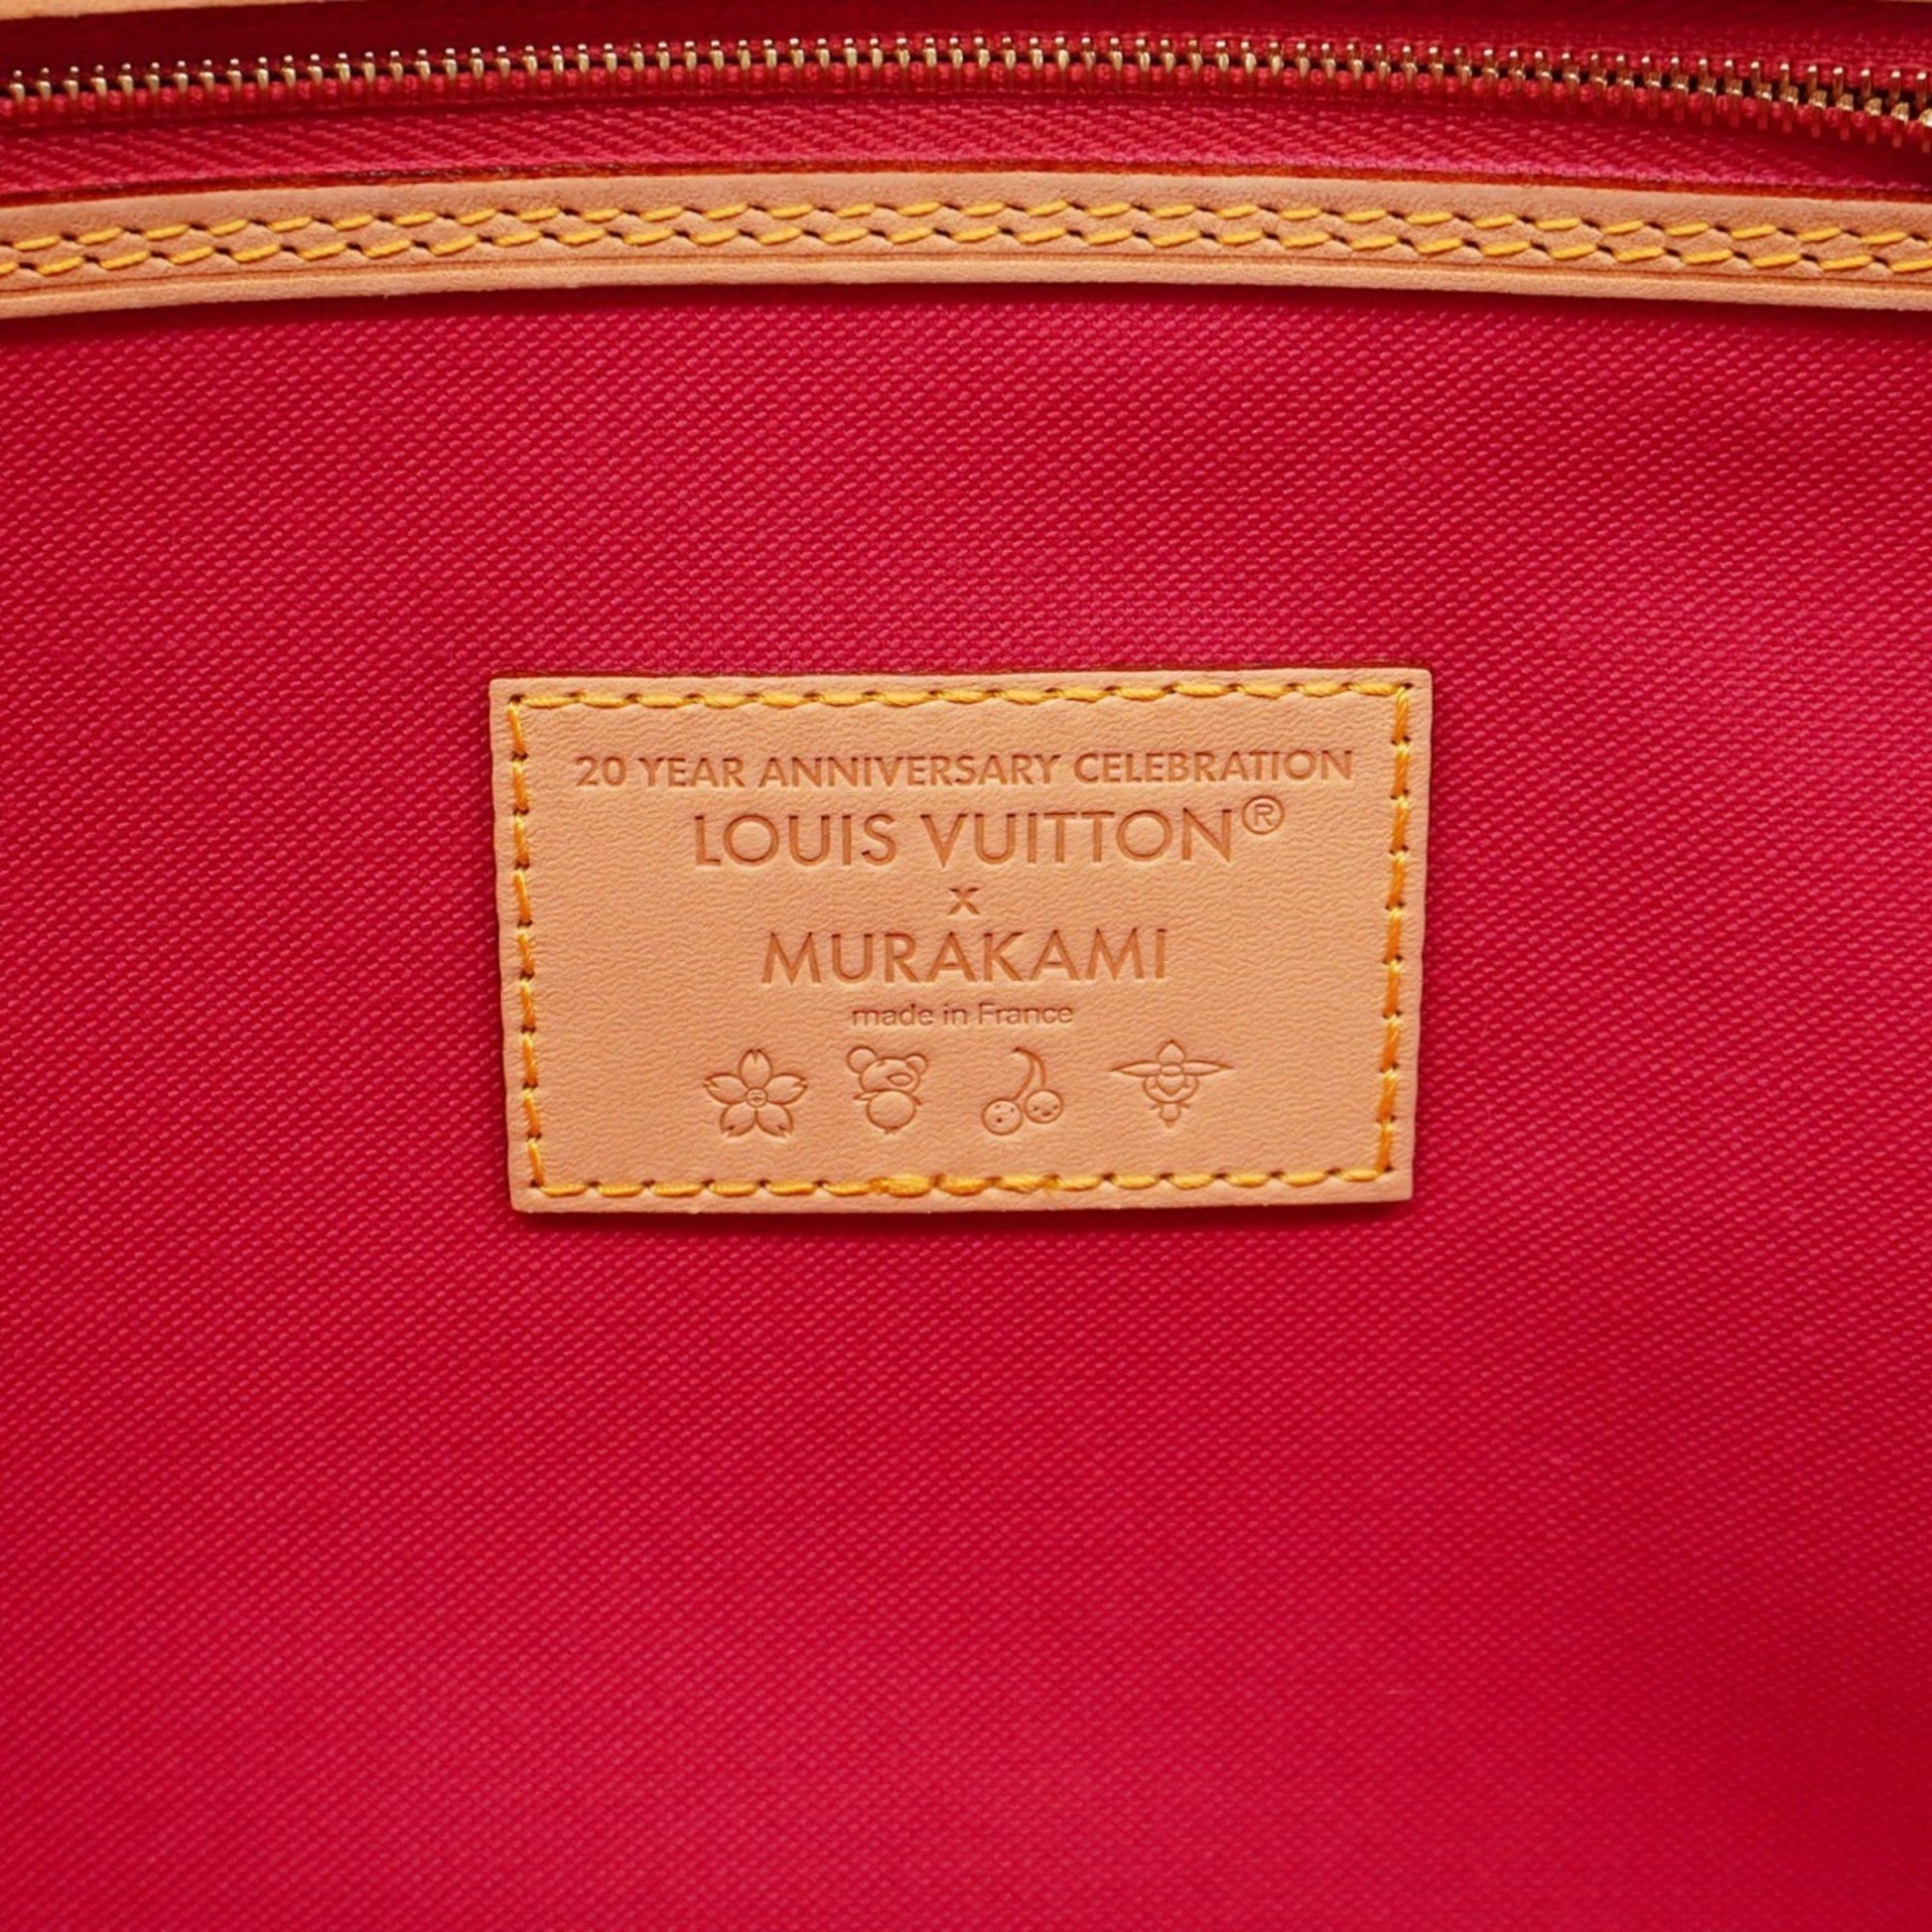 20 YEAR ANNIVERSARY CELEBRATION
LOUIS VUITTON®
x
MURAKAMI
made in France